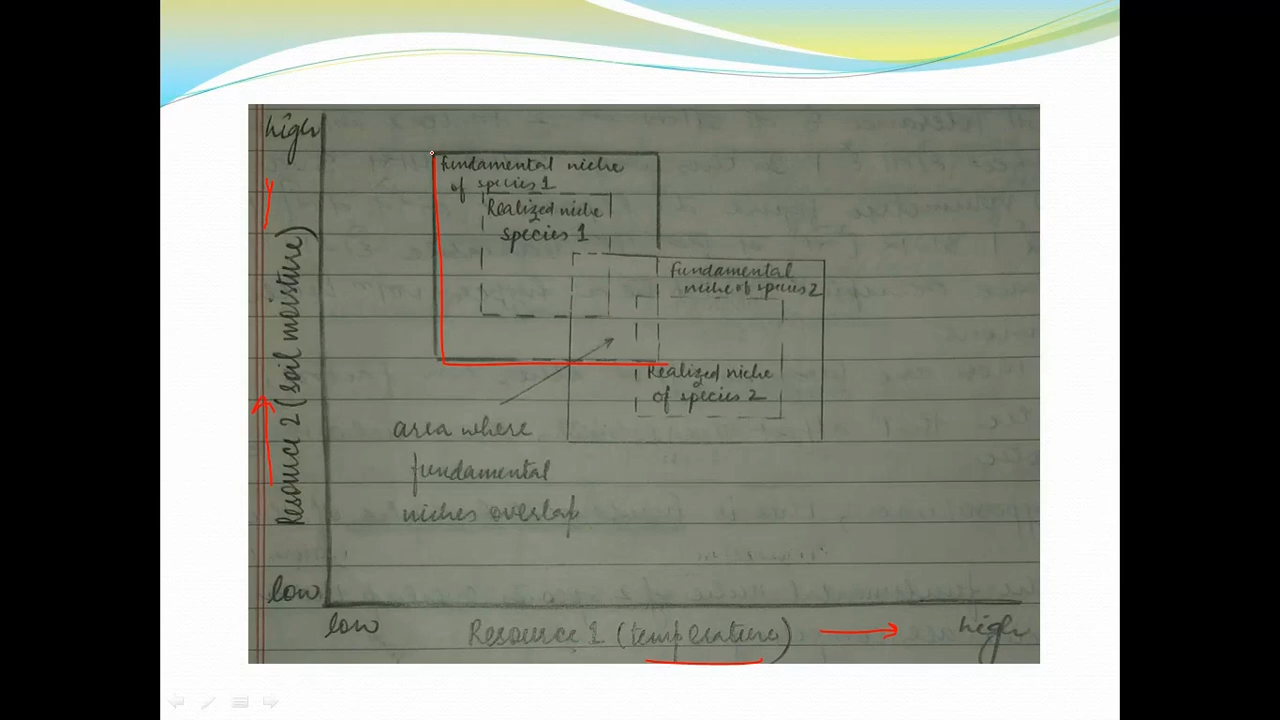 high
fundamental niche
of species 1
Realized niche
species 1
fundamental
niche of species 2
Realized niche
of species 2
area where
fundamental
niches overlap
Resource 2 (soil moisture)
low
low
Resource 1 (temperature)
high